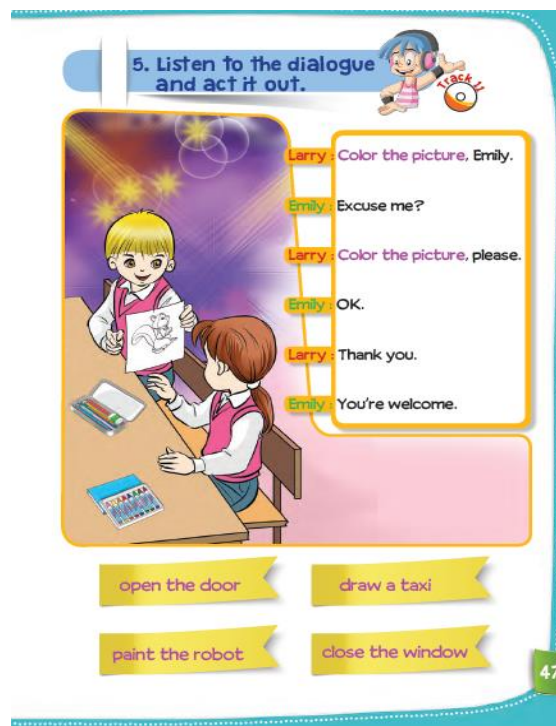 5. Listen to the dialogue
and act it out.
Track 11
Larry : Color the picture, Emily.
Emily : Excuse me?
Larry : Color the picture, please.
Emily : OK.
Larry : Thank you.
Emily : You're welcome.
open the door
draw a taxi
paint the robot
close the window
47